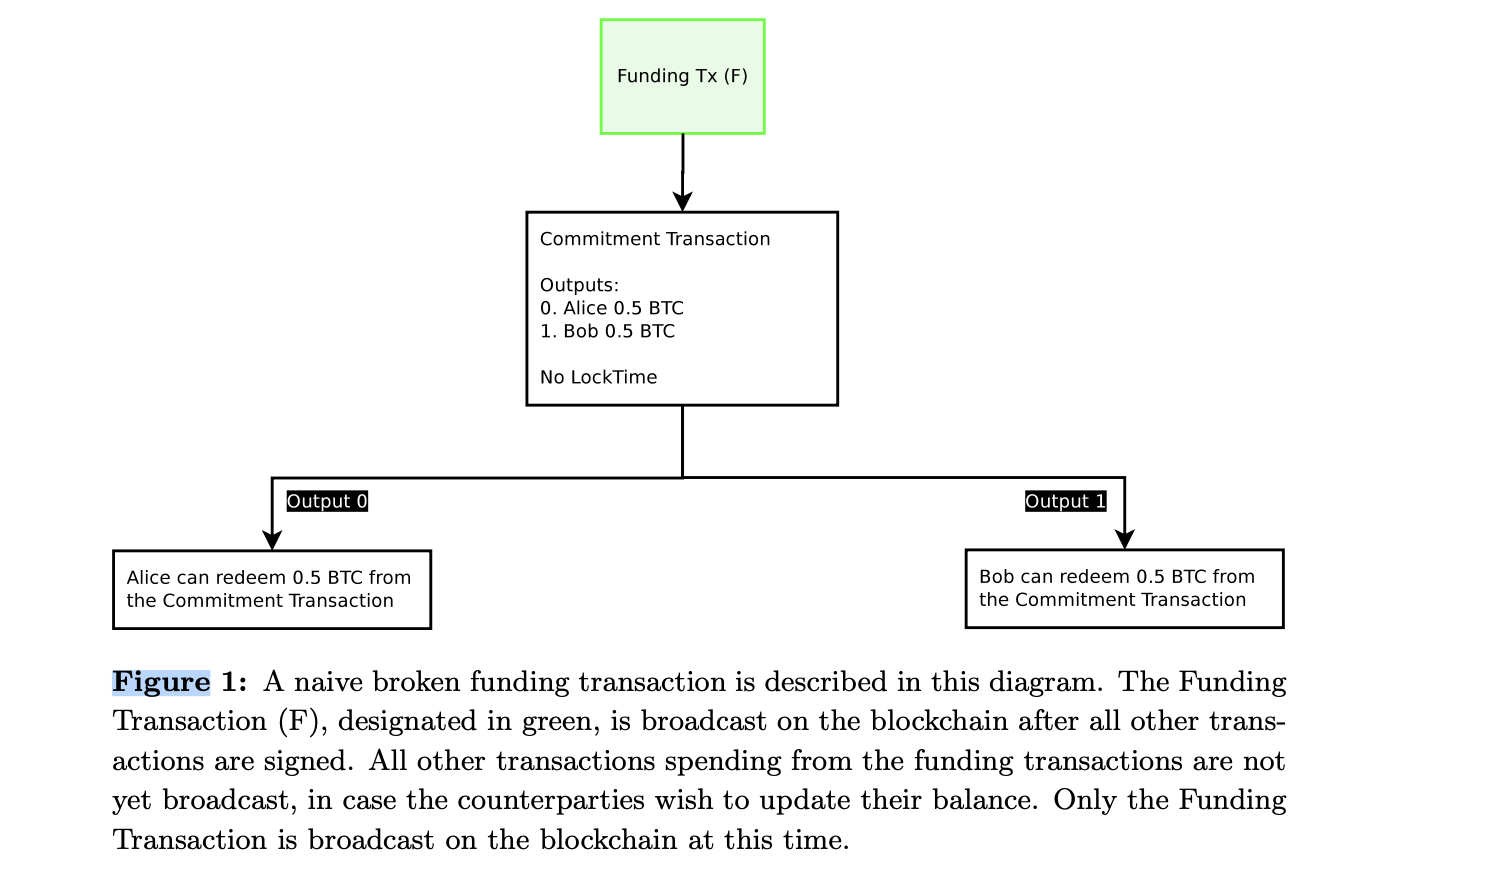 Funding Tx (F)
Commitment Transaction
Outputs:
0. Alice 0.5 BTC
1. Bob 0.5 BTC
No LockTime
Output 0
Output 1
Alice can redeem 0.5 BTC from
the Commitment Transaction
Bob can redeem 0.5 BTC from
the Commitment Transaction
Figure 1: A naive broken funding transaction is described in this diagram. The Funding
Transaction (F), designated in green, is broadcast on the blockchain after all other trans-
actions are signed. All other transactions spending from the funding transactions are not
yet broadcast, in case the counterparties wish to update their balance. Only the Funding
Transaction is broadcast on the blockchain at this time.